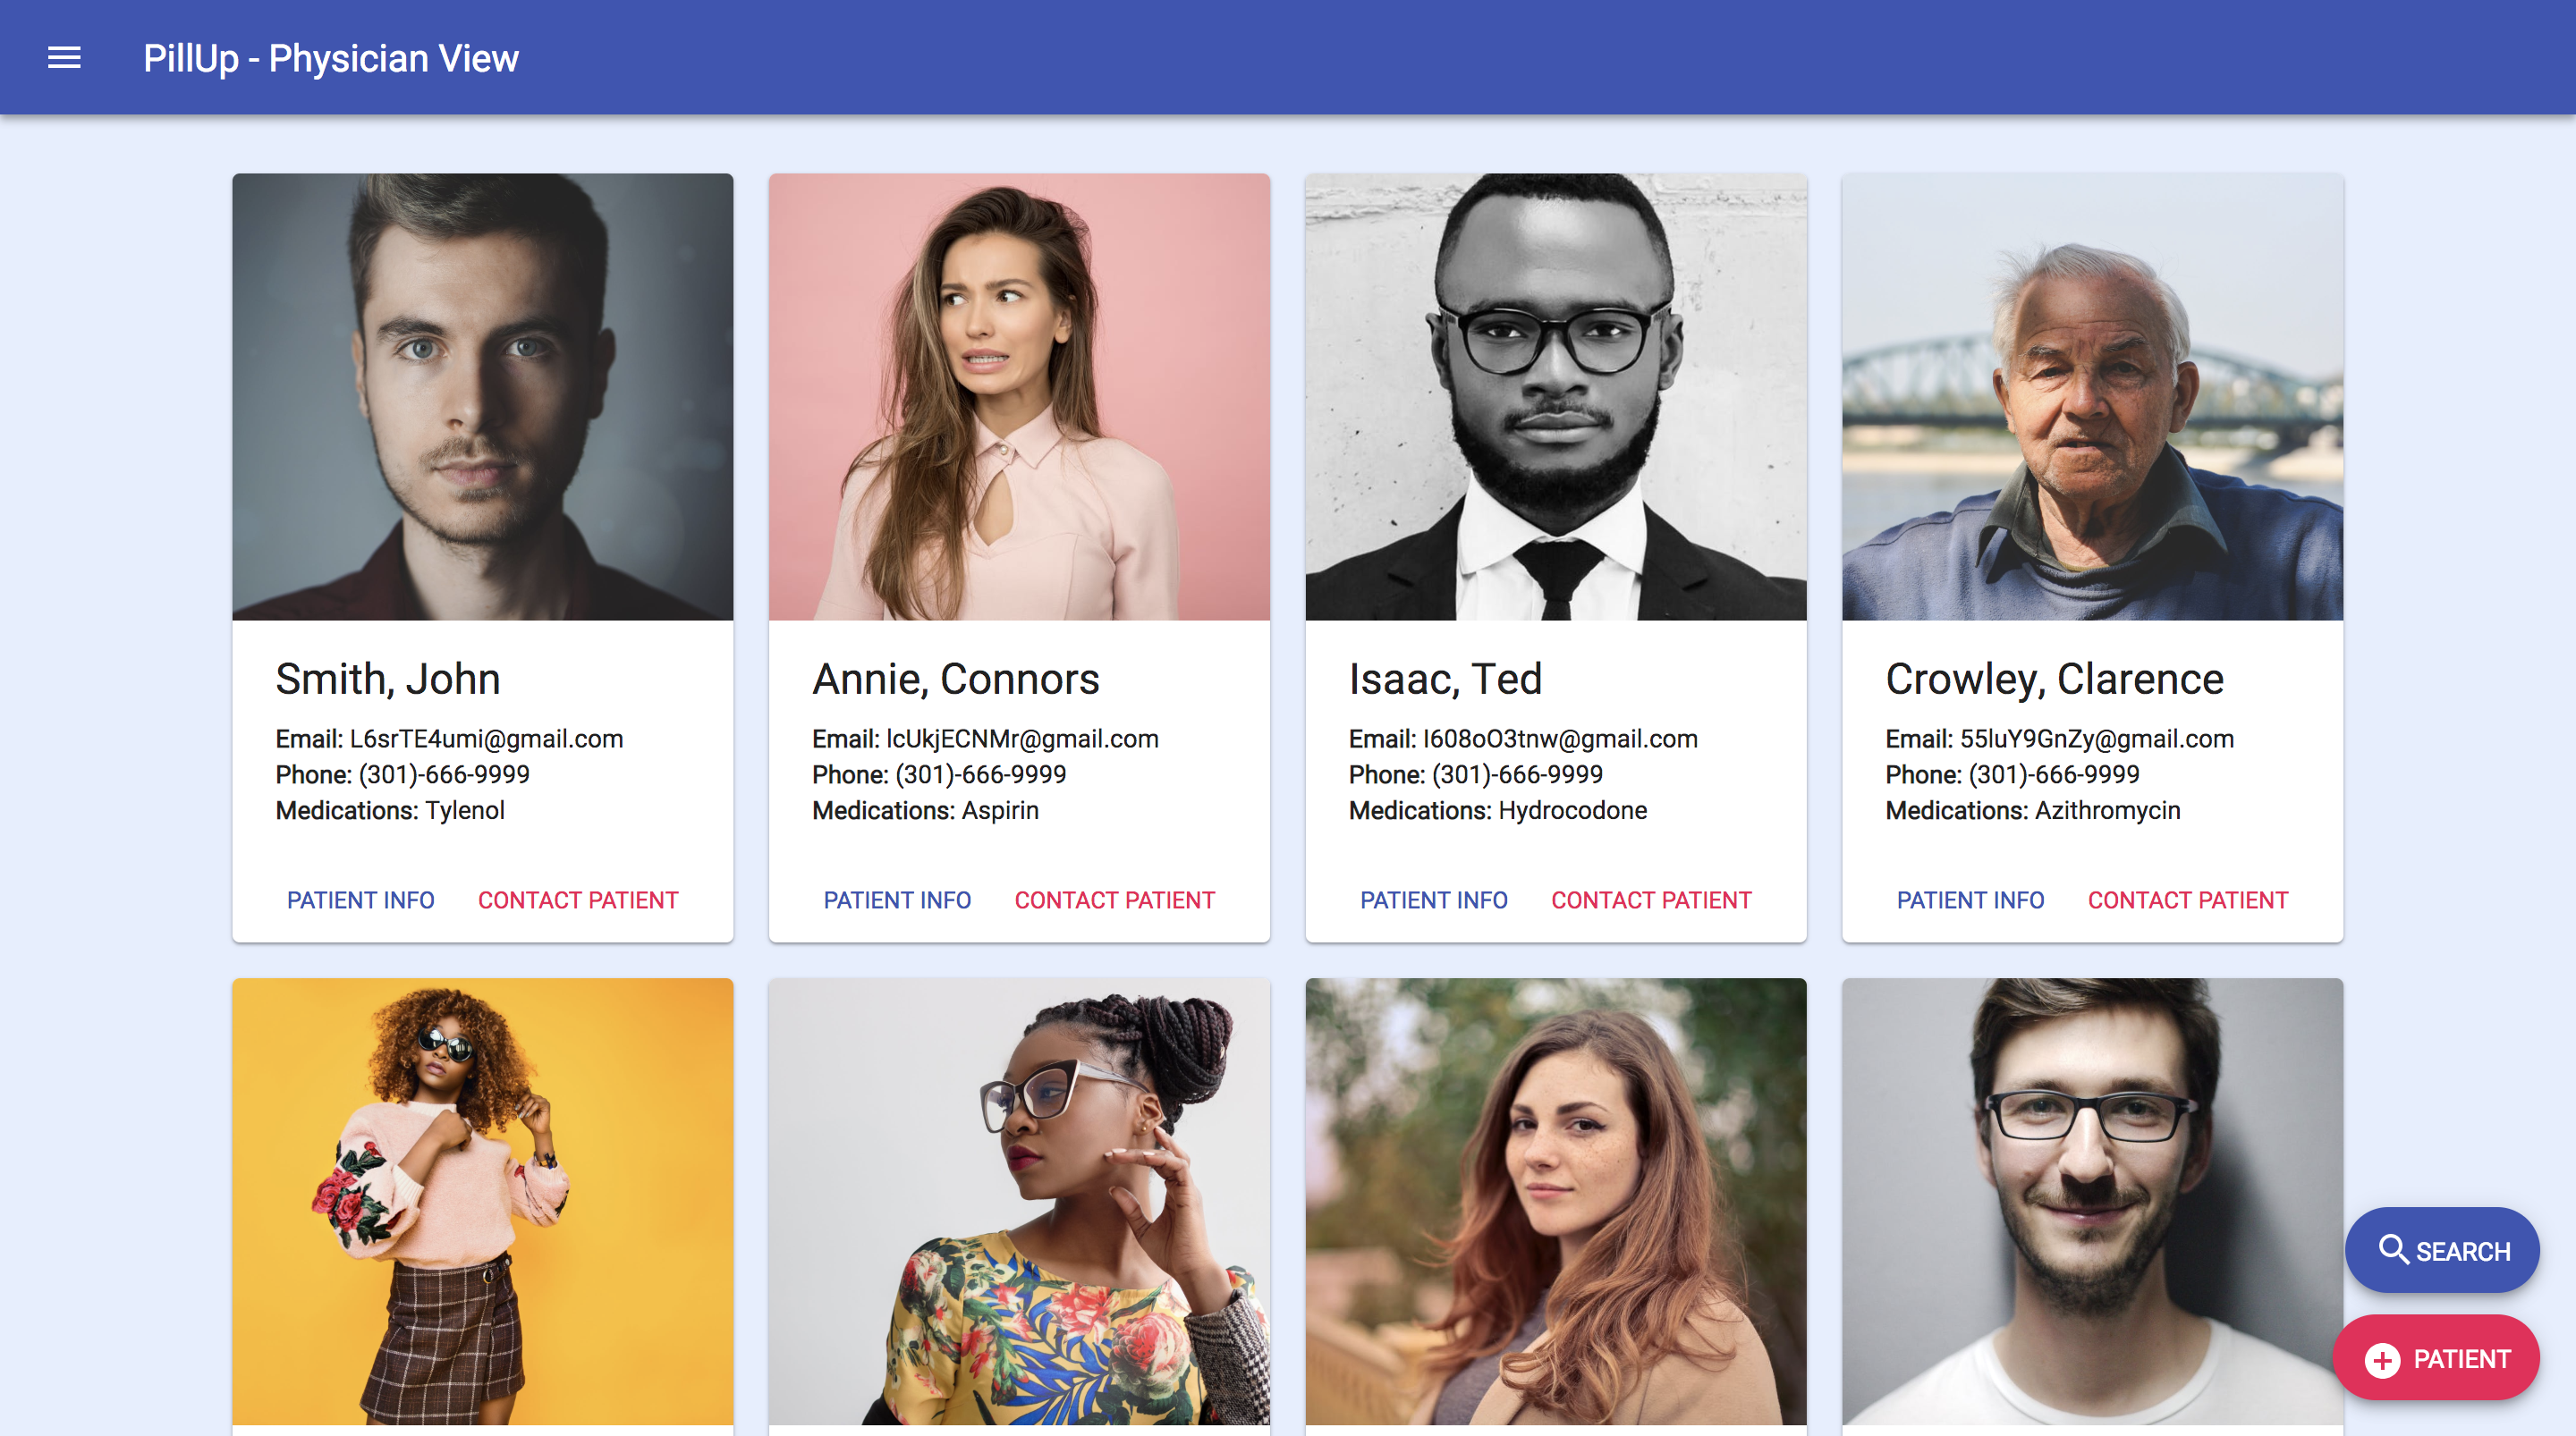 PillUp - Physician View
Smith, John
Email: L6srTE4umi@gmail.com
Phone: (301)-666-9999
Medications: Tylenol
PATIENT INFO CONTACT PATIENT
Annie, Connors
Email: lcUkjECNMr@gmail.com
Phone: (301)-666-9999
Medications: Aspirin
PATIENT INFO CONTACT PATIENT
Isaac, Ted
Email: I608oO3tnw@gmail.com
Phone: (301)-666-9999
Medications: Hydrocodone
PATIENT INFO CONTACT PATIENT
Crowley, Clarence
Email: 55luY9GnZy@gmail.com
Phone: (301)-666-9999
Medications: Azithromycin
PATIENT INFO CONTACT PATIENT
SEARCH
PATIENT